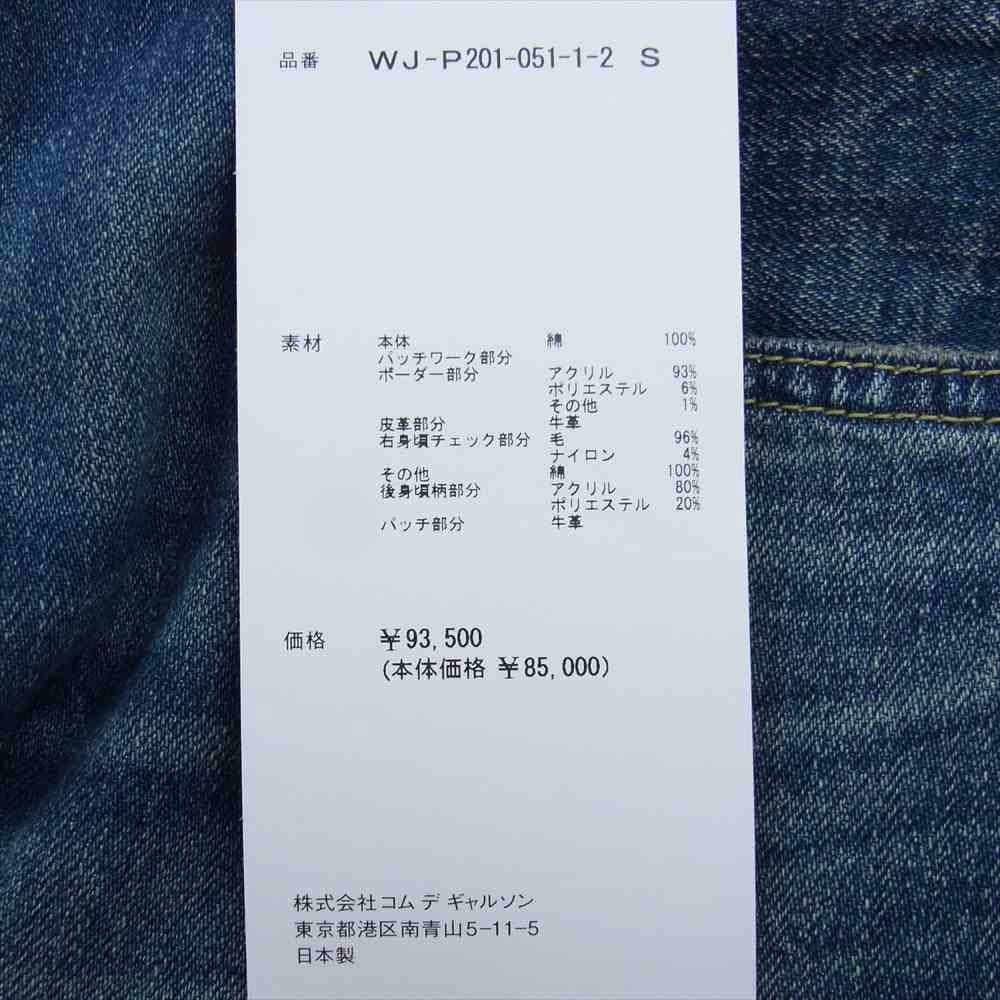 品番 WJ-P201-051-1-2 S
素材 本体 綿 100%
パッチワーク部分
ボーダー部分 アクリル 93%
ポリエステル 6%
その他 1%
皮革部分 牛革
右身頃チェック部分 毛 96%
ナイロン 4%
その他 綿 100%
後身頃柄部分 アクリル 80%
ポリエステル 20%
パッチ部分 牛革
価格 ¥93,500
(本体価格 ¥85,000)
株式会社コム デ ギャルソン
東京都港区南青山5-11-5
日本製